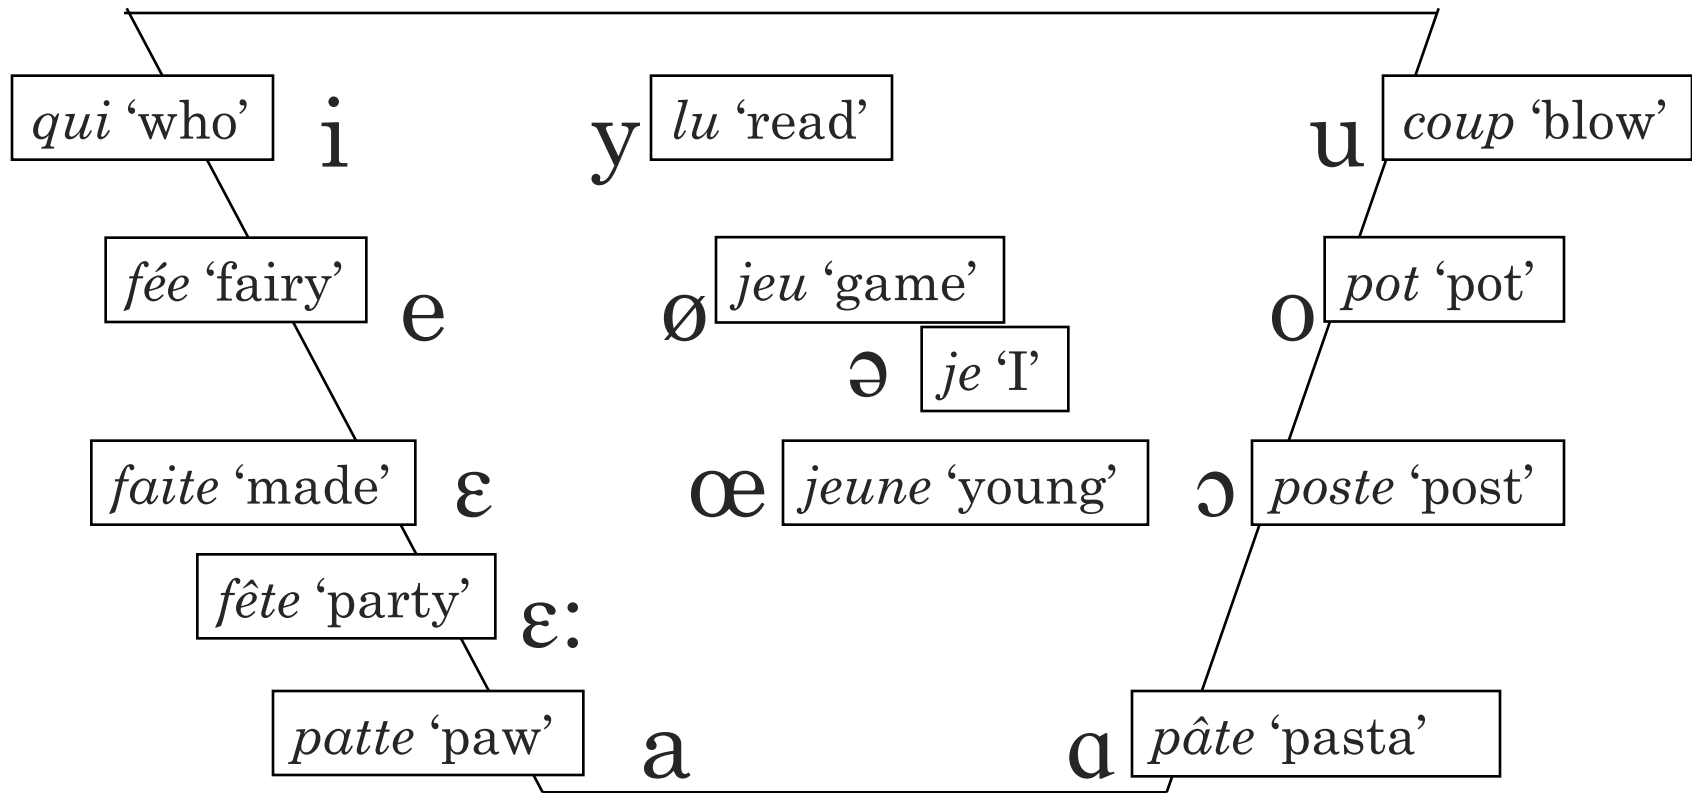 qui ‘who’ i y lu ‘read’ u coup ‘blow’
fée ‘fairy’ e ø jeu ‘game’ o pot ‘pot’
ə je ‘I’
faite ‘made’ ɛ œ jeune ‘young’ ɔ poste ‘post’
fête ‘party’ ɛ:
patte ‘paw’ a ɑ pâte ‘pasta’